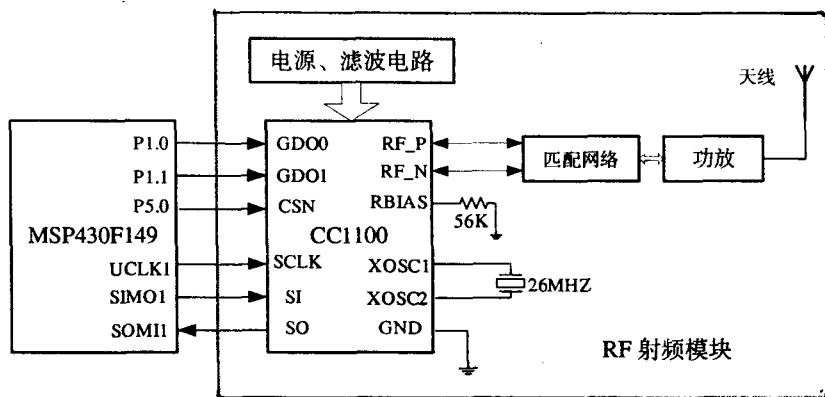 电源、滤波电路
天线
P1.0
GDO0
RF_P
P1.1
GDO1
RF_N
匹配网络
功放
P5.0
CSN
RBIAS
56K
MSP430F149
CC1100
UCLK1
SCLK
XOSC1
26MHZ
SIMO1
SI
XOSC2
SOMI1
SO
GND
RF 射频模块